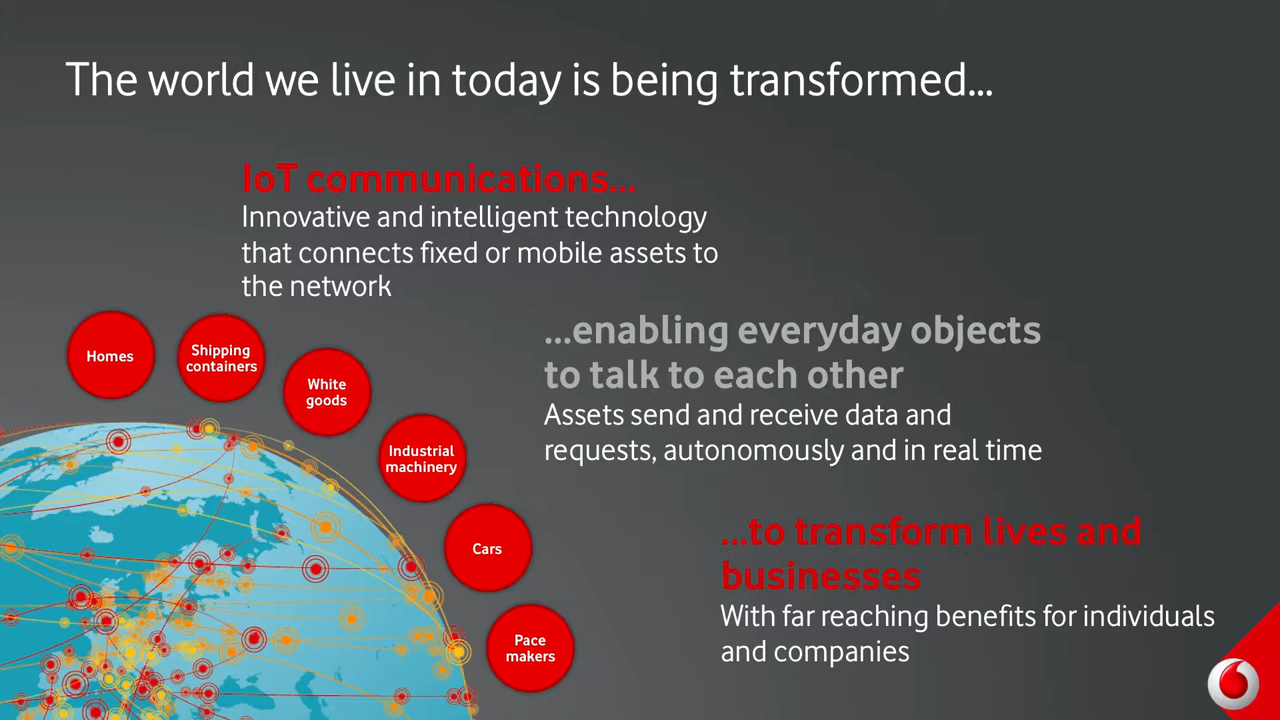 The world we live in today is being transformed...
IoT communications...
Innovative and intelligent technology
that connects fixed or mobile assets to
the network
...enabling everyday objects
to talk to each other
Assets send and receive data and
requests, autonomously and in real time
...to transform lives and
businesses
With far reaching benefits for individuals
and companies
Homes
Shipping
containers
White
goods
Industrial
machinery
Cars
Pace
makers